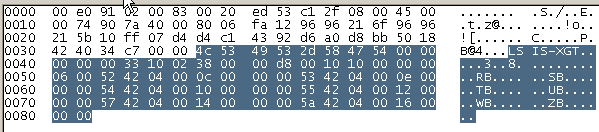 0000 00 e0 91 02 00 83 00 20 ed 53 c1 2f 08 00 45 00 ....... .S./..E.
0010 00 74 90 7a 40 00 80 06 fa 12 96 96 21 6f 96 96 .t.z@... ....!o..
0020 21 5b 10 ff 07 d4 d4 c1 43 92 d6 a0 d8 bb 50 18 ![...... C.....P.
0030 42 40 34 c7 00 00 4c 53 49 53 2d 58 47 54 00 00 B@4...LS IS-XGT..
0040 00 00 00 33 10 02 38 00 00 d8 00 10 10 00 00 00 ...3..8. ........
0050 06 00 52 42 04 00 0c 00 00 00 53 42 04 00 0e 00 ..RB.... ..SB....
0060 00 00 54 42 04 00 10 00 00 00 55 42 04 00 12 00 ..TB.... ..UB....
0070 00 00 57 42 04 00 14 00 00 00 5a 42 04 00 16 00 ..WB.... ..ZB....
0080 00 00 ..